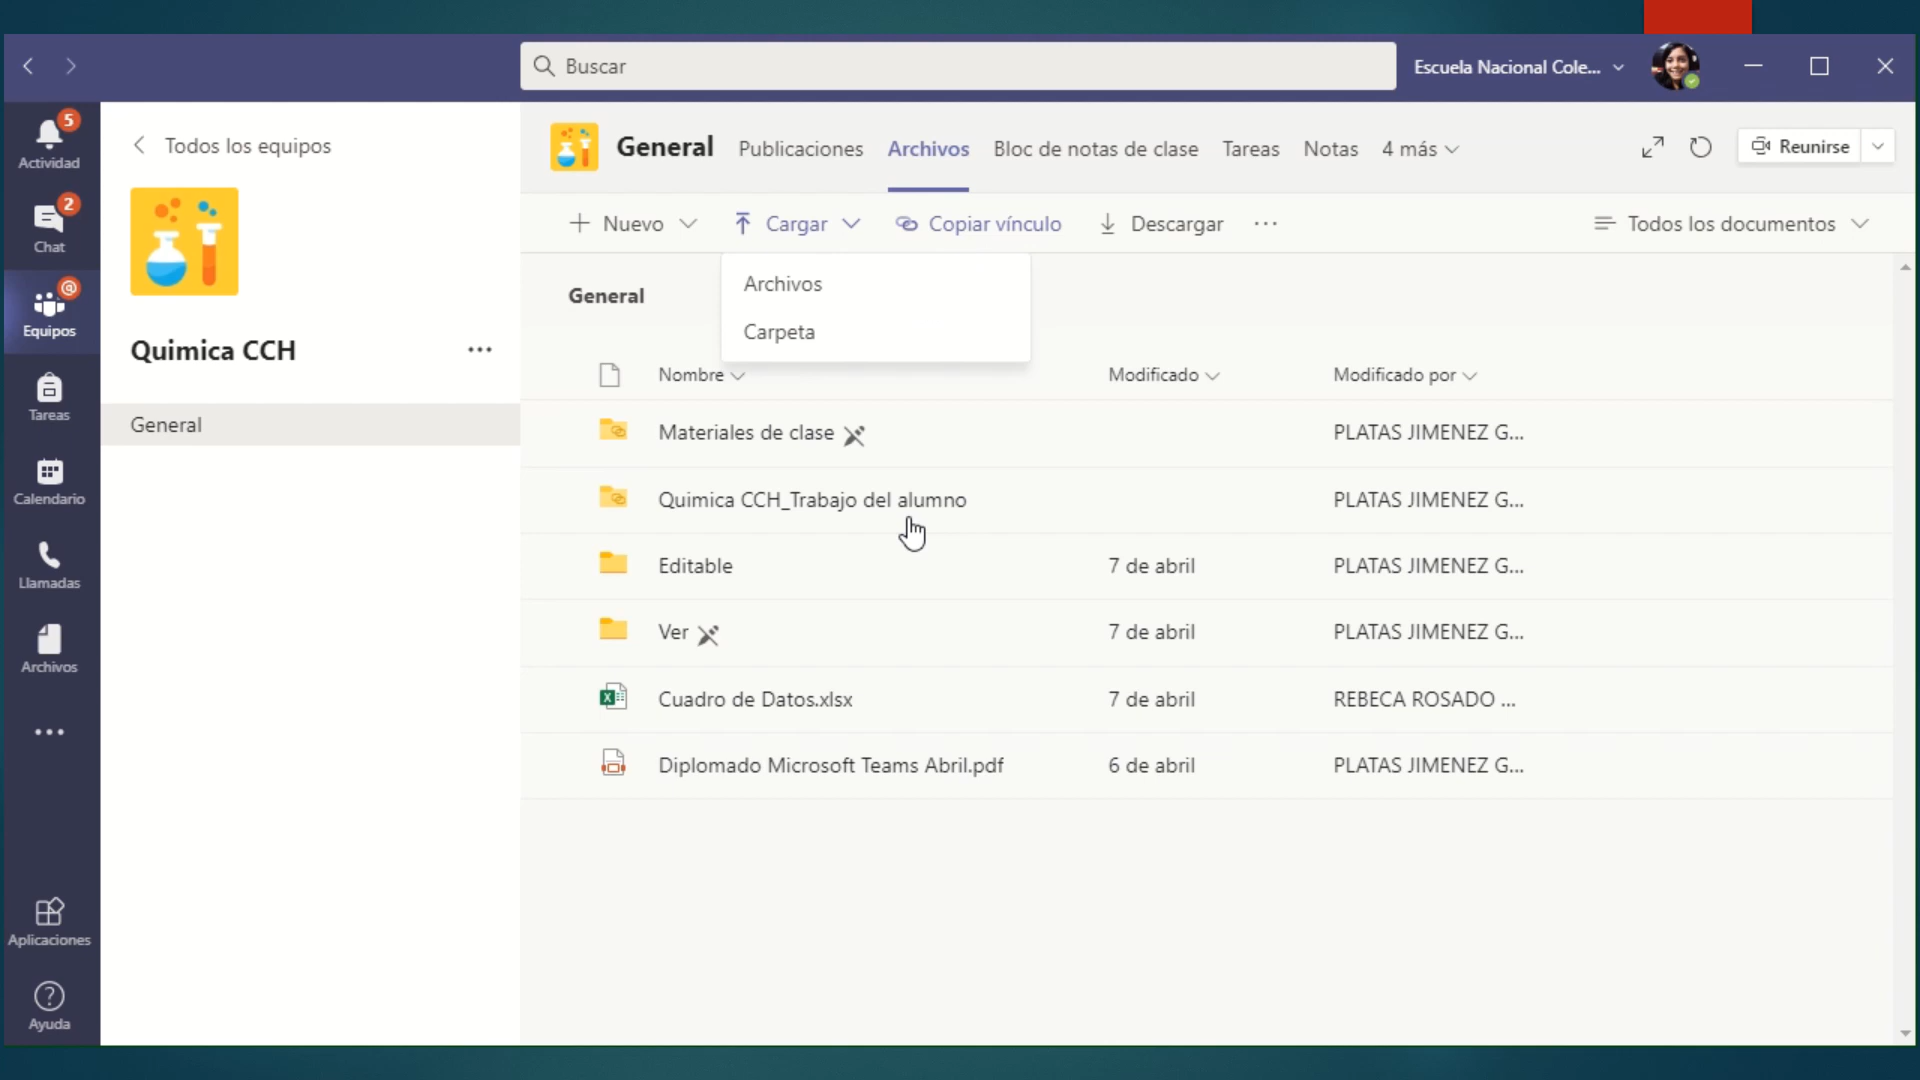 Buscar
Escuela Nacional Cole...
5
Actividad
2
Chat
@
Equipos
Tareas
Calendario
Llamadas
Archivos
Aplicaciones
?
Ayuda
Todos los equipos
Quimica CCH
General
General Publicaciones Archivos Bloc de notas de clase Tareas Notas 4 más
Reunirse
Nuevo Cargar Copiar vínculo Descargar ... Todos los documentos
Archivos
Carpeta
General
Nombre Modificado Modificado por
Materiales de clase PLATAS JIMENEZ G...
Quimica CCH_Trabajo del alumno PLATAS JIMENEZ G...
Editable 7 de abril PLATAS JIMENEZ G...
Ver 7 de abril PLATAS JIMENEZ G...
Cuadro de Datos.xlsx 7 de abril REBECA ROSADO ...
Diplomado Microsoft Teams Abril.pdf 6 de abril PLATAS JIMENEZ G...